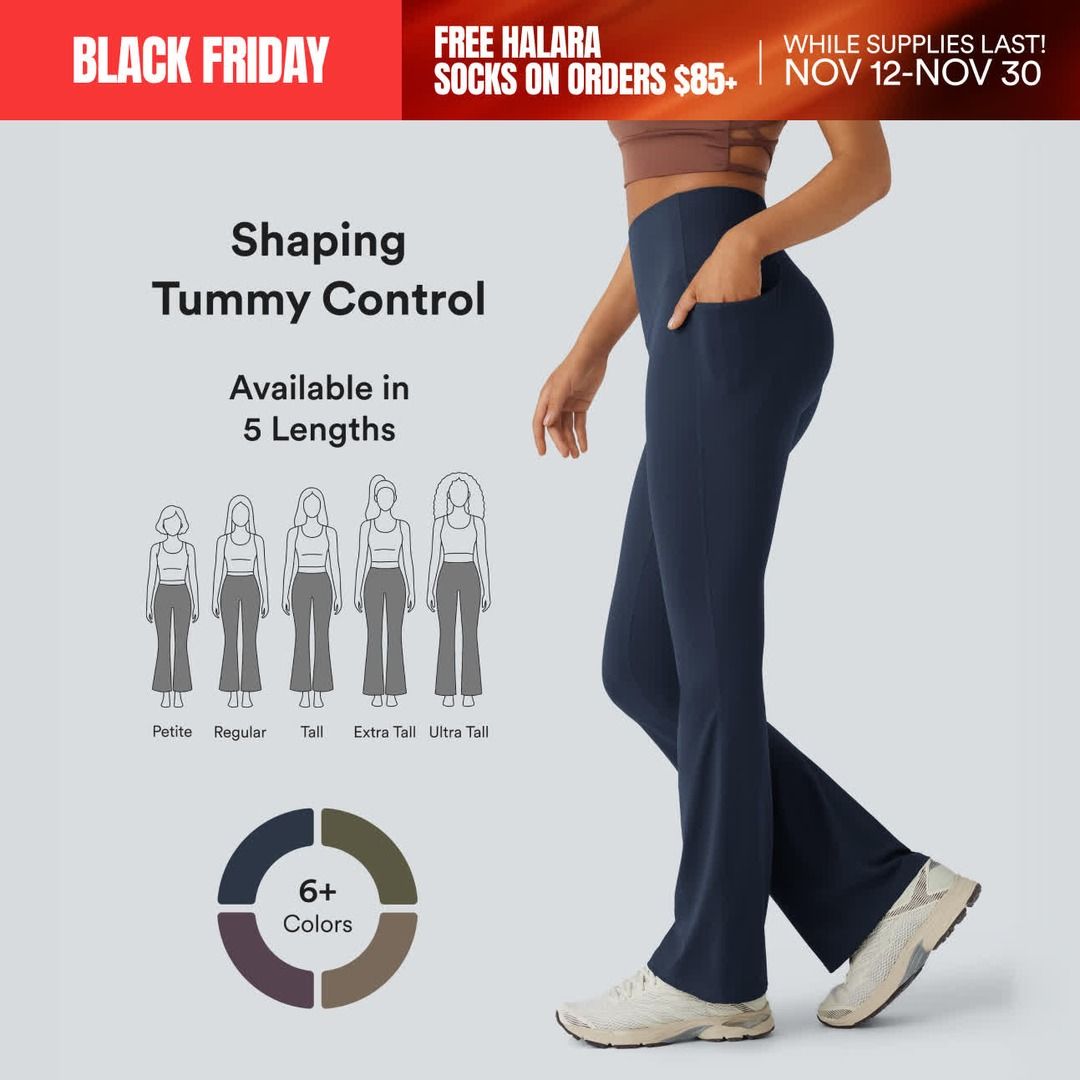 BLACK FRIDAY
FREE HALARA
SOCKS ON ORDERS $85+
WHILE SUPPLIES LAST!
NOV 12-NOV 30
Shaping
Tummy Control
Available in
5 Lengths
Petite Regular Tall Extra Tall Ultra Tall
6+
Colors